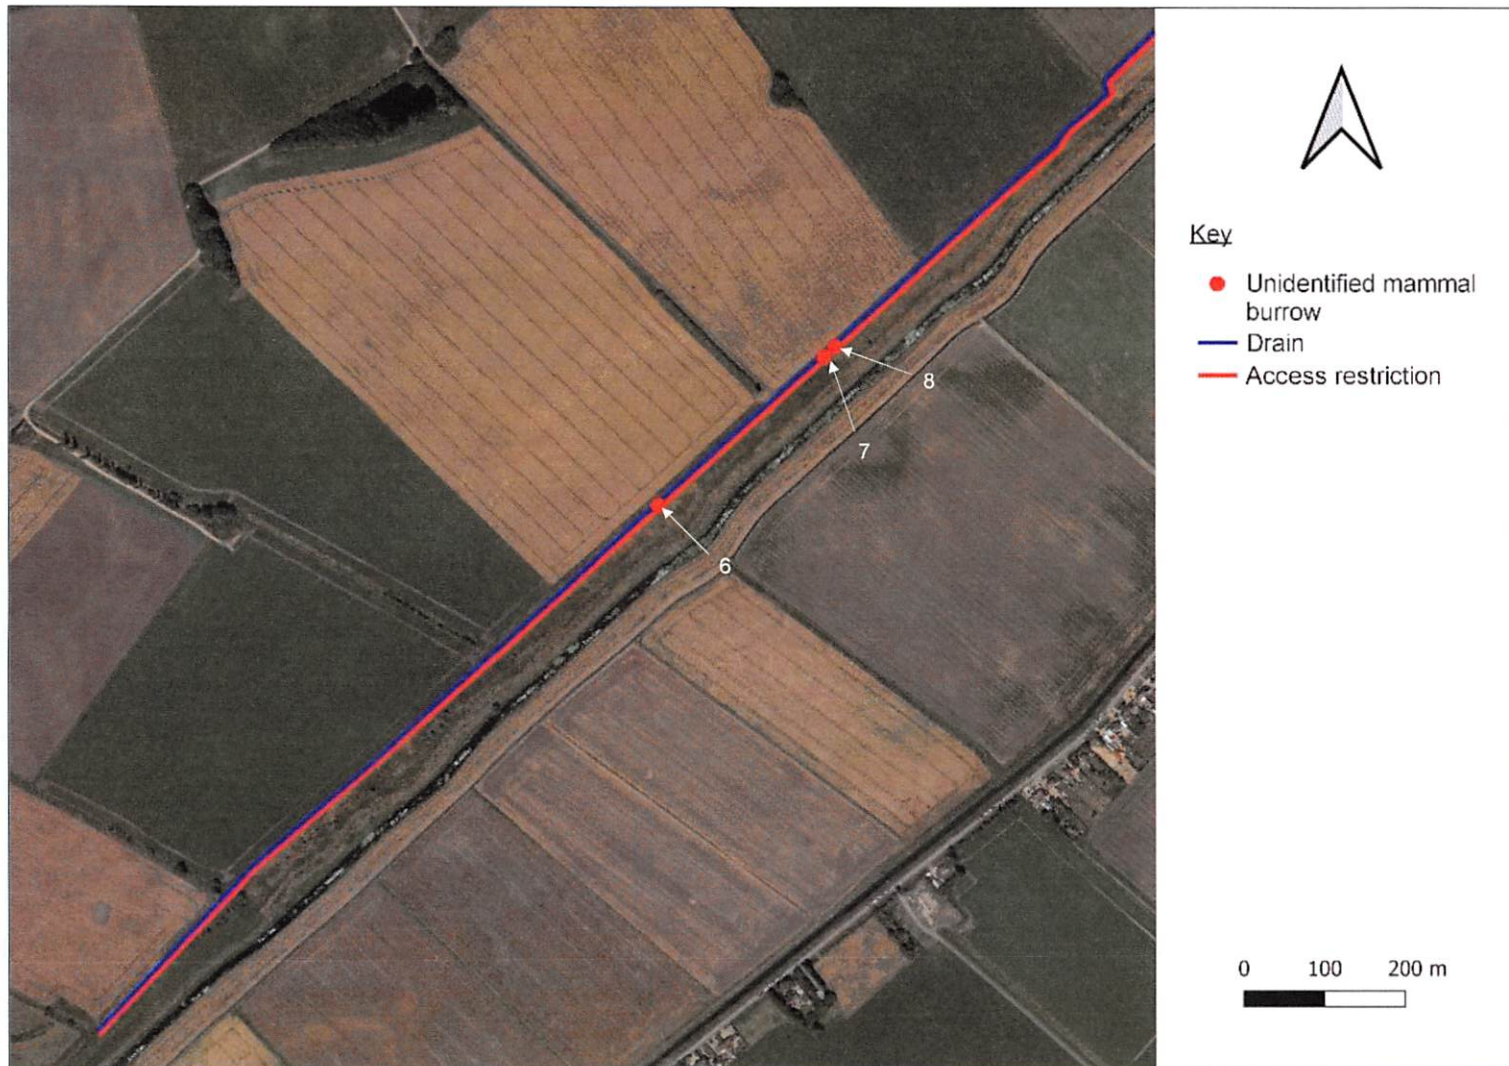 Key
Unidentified mammal
burrow
Drain
Access restriction
8
7
6
0 100 200 m